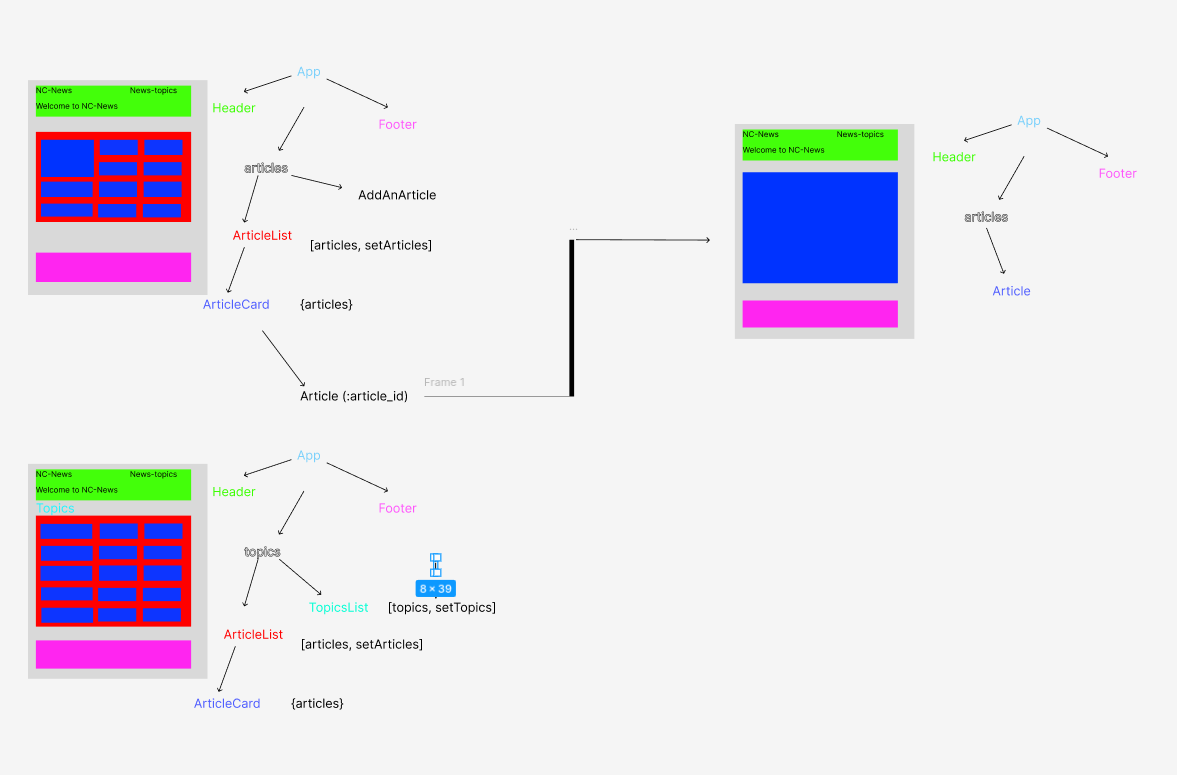 App
NC-News News-topics
Welcome to NC-News
Header
Footer
articles
AddAnArticle
ArticleList
[articles, setArticles]
ArticleCard {articles}
Article (:article_id)
Frame 1
...
NC-News News-topics
Welcome to NC-News
App
Header
Footer
articles
Article
App
NC-News News-topics
Welcome to NC-News
Topics
Header
Footer
topics
8 × 39
TopicsList [topics, setTopics]
ArticleList
[articles, setArticles]
ArticleCard {articles}